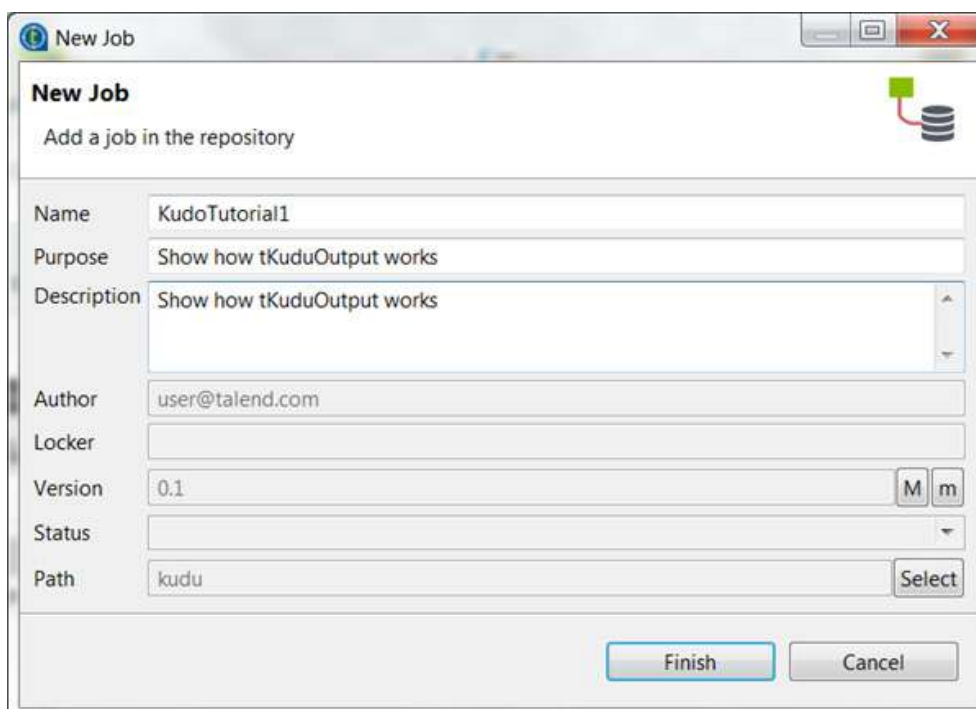 New Job
New Job
Add a job in the repository
Name KudoTutorial1
Purpose Show how tKuduOutput works
Description Show how tKuduOutput works
Author user@talend.com
Locker
Version 0.1 M m
Status
Path kudu Select
Finish Cancel